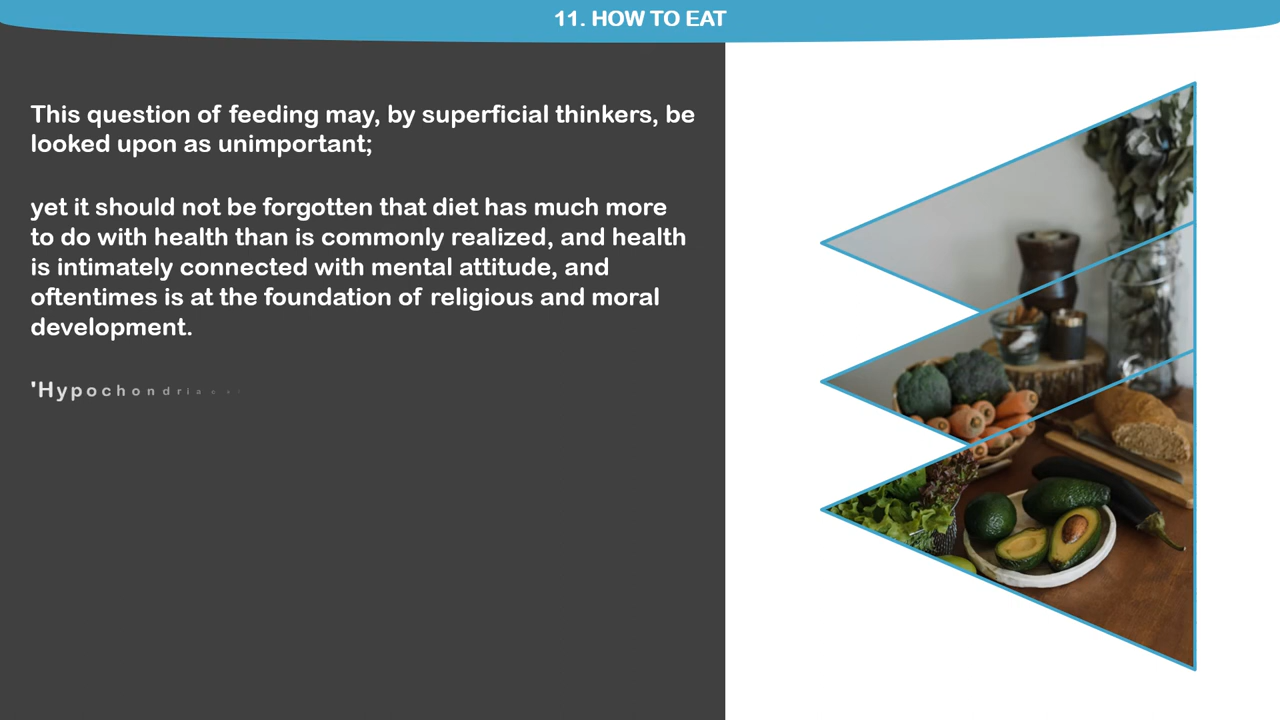 11. HOW TO EAT
This question of feeding may, by superficial thinkers, be
looked upon as unimportant;
yet it should not be forgotten that diet has much more
to do with health than is commonly realized, and health
is intimately connected with mental attitude, and
oftentimes is at the foundation of religious and moral
development.
'Hypochondria